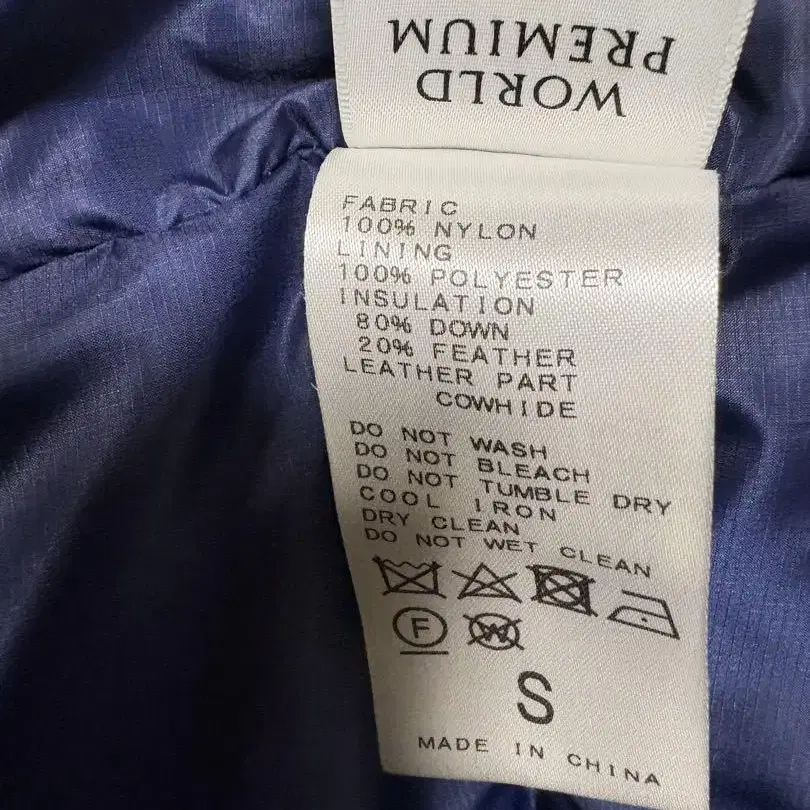 WORLD
PREMIUM
FABRIC
100% NYLON
LINING
100% POLYESTER
INSULATION
80% DOWN
20% FEATHER
LEATHER PART
COWHIDE
DO NOT WASH
DO NOT BLEACH
DO NOT TUMBLE DRY
COOL IRON
DRY CLEAN
DO NOT WET CLEAN
F W
S
MADE IN CHINA